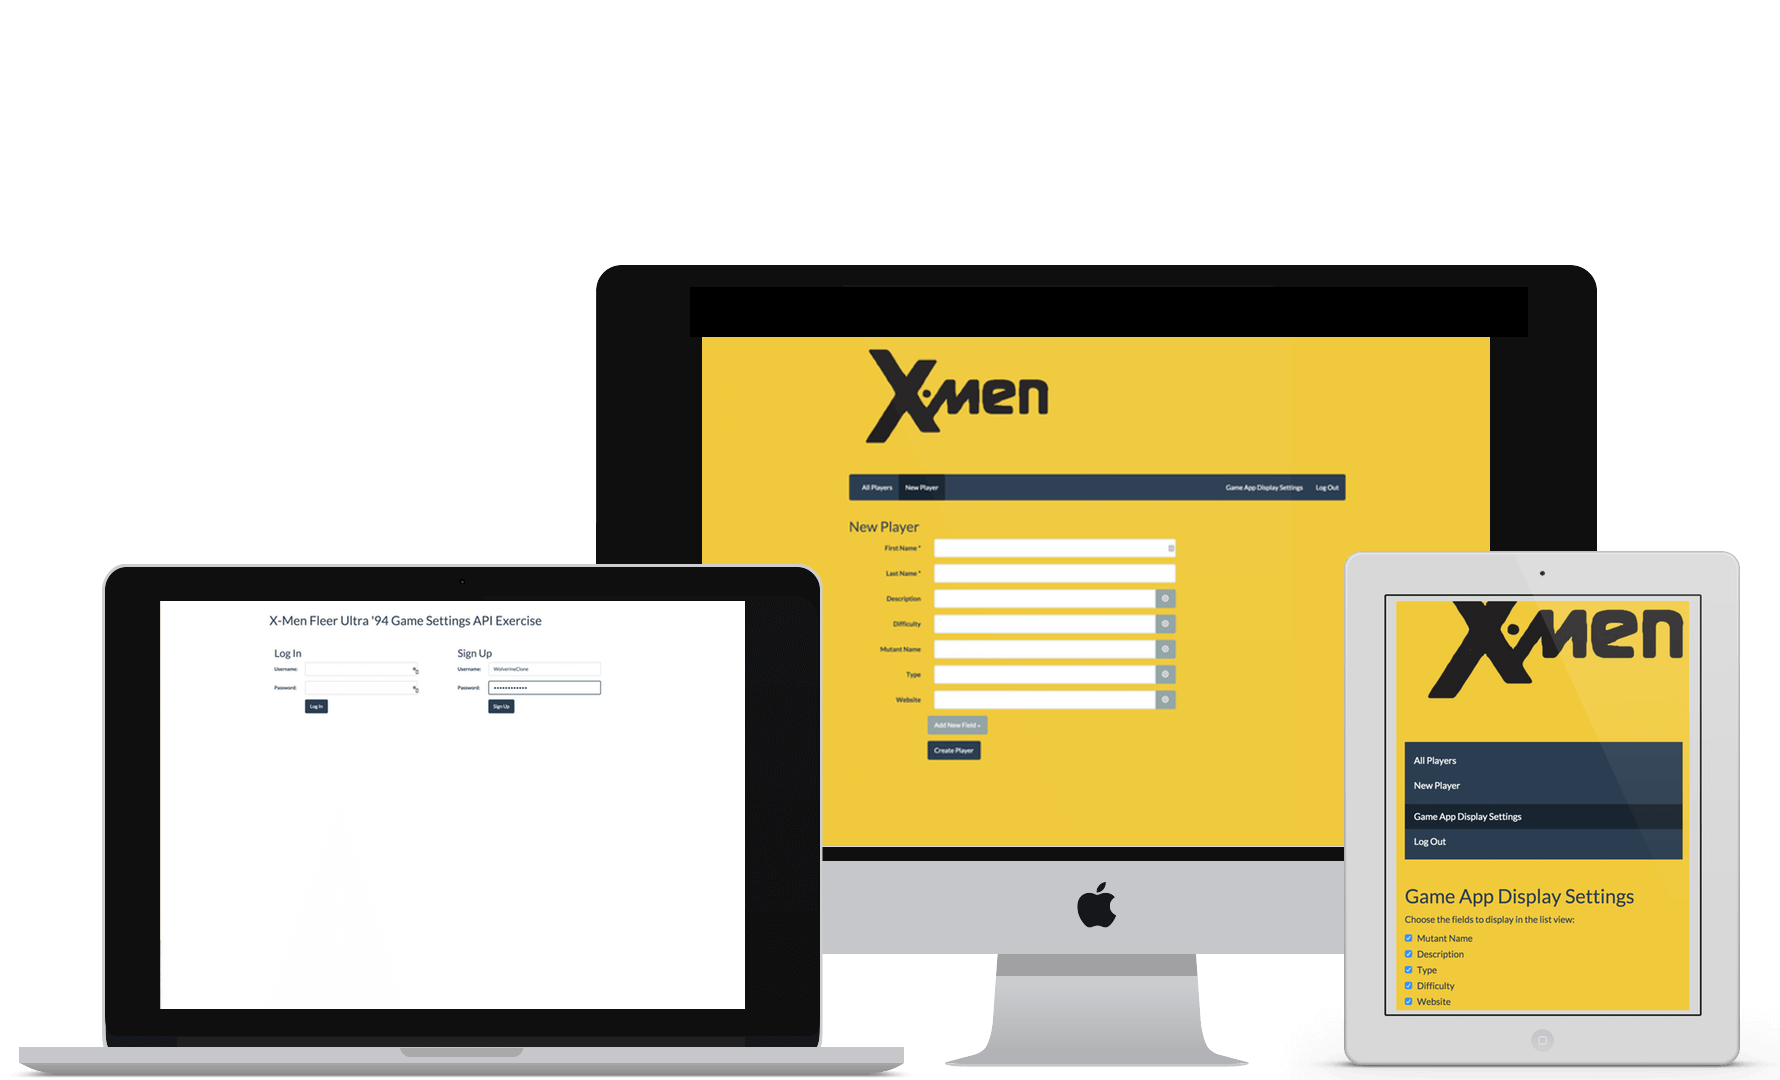 X-Men
All Players New Player Game App Display Settings Log Out
New Player
First Name *
Last Name *
Description
Difficulty
Mutant Name
Type
Website
Add New Field
Create Player
X-Men Fleer Ultra '94 Game Settings API Exercise
Log In Sign Up
Username: Username: WolverineClone
Password: Password: ••••••••••••
Log In Sign Up
X-Men
All Players
New Player
Game App Display Settings
Log Out
Game App Display Settings
Choose the fields to display in the list view:
Mutant Name
Description
Type
Difficulty
Website